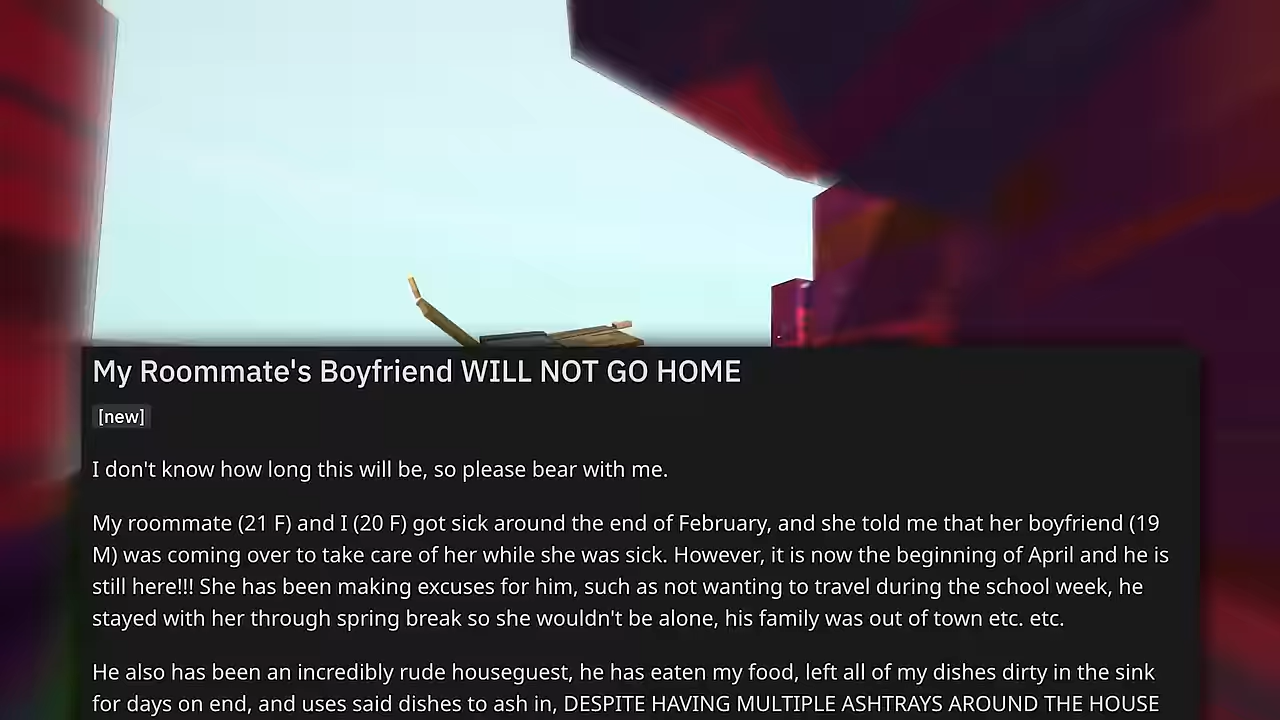 My Roommate's Boyfriend WILL NOT GO HOME
[new]
I don't know how long this will be, so please bear with me.
My roommate (21 F) and I (20 F) got sick around the end of February, and she told me that her boyfriend (19
M) was coming over to take care of her while she was sick. However, it is now the beginning of April and he is
still here!!! She has been making excuses for him, such as not wanting to travel during the school week, he
stayed with her through spring break so she wouldn't be alone, his family was out of town etc. etc.
He also has been an incredibly rude houseguest, he has eaten my food, left all of my dishes dirty in the sink
for days on end, and uses said dishes to ash in, DESPITE HAVING MULTIPLE ASHTRAYS AROUND THE HOUSE